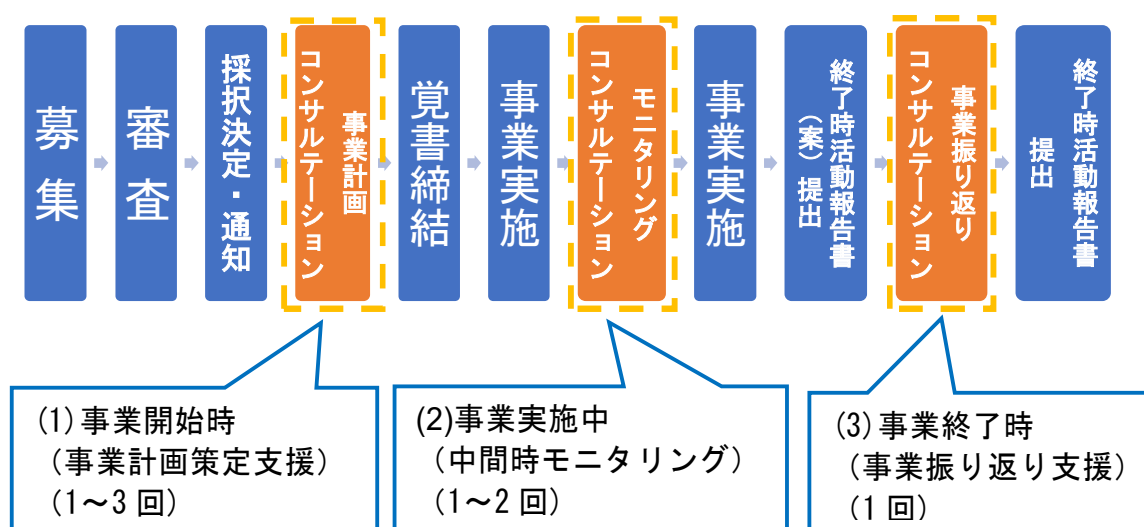 募集
審査
採択決定・通知
事業計画
コンサルテーション
覚書締結
事業実施
モニタリング
コンサルテーション
事業実施
終了時活動報告書
（案）提出
事業振り返り
コンサルテーション
終了時活動報告書
提出
(1)事業開始時
（事業計画策定支援）
(1～3回)
(2)事業実施中
（中間時モニタリング）
(1～2回)
(3)事業終了時
（事業振り返り支援）
(1回)